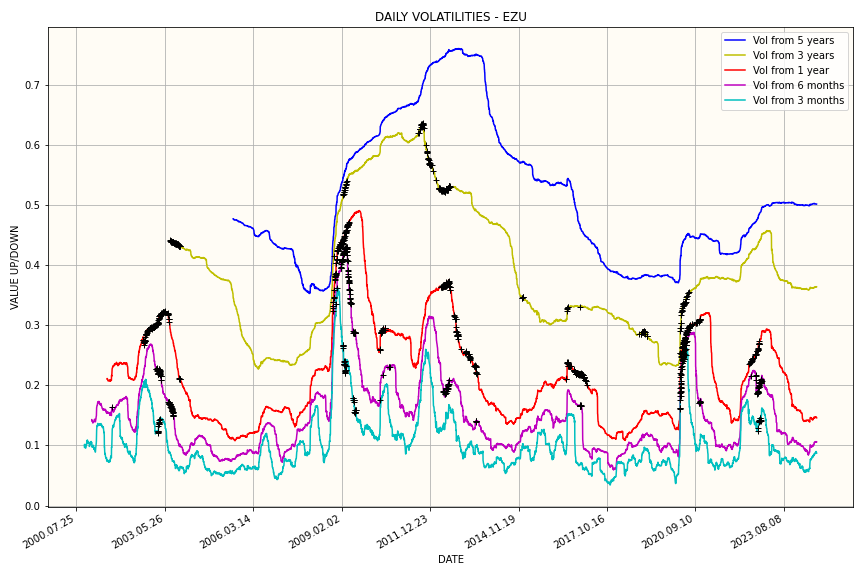 DAILY VOLATILITIES - EZU
Vol from 5 years
Vol from 3 years
Vol from 1 year
Vol from 6 months
Vol from 3 months
VALUE UP/DOWN
0.7
0.6
0.5
0.4
0.3
0.2
0.1
0.0
2000.07.25
2003.05.26
2006.03.14
2009.02.02
2011.12.23
2014.11.19
2017.10.16
2020.09.10
2023.08.08
DATE